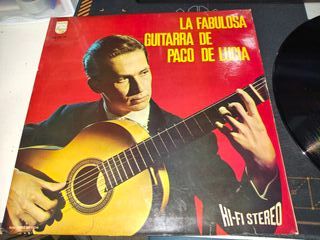 LA FABULOSA
GUITARRA DE
PACO DE LUCIA
HI-FI STEREO